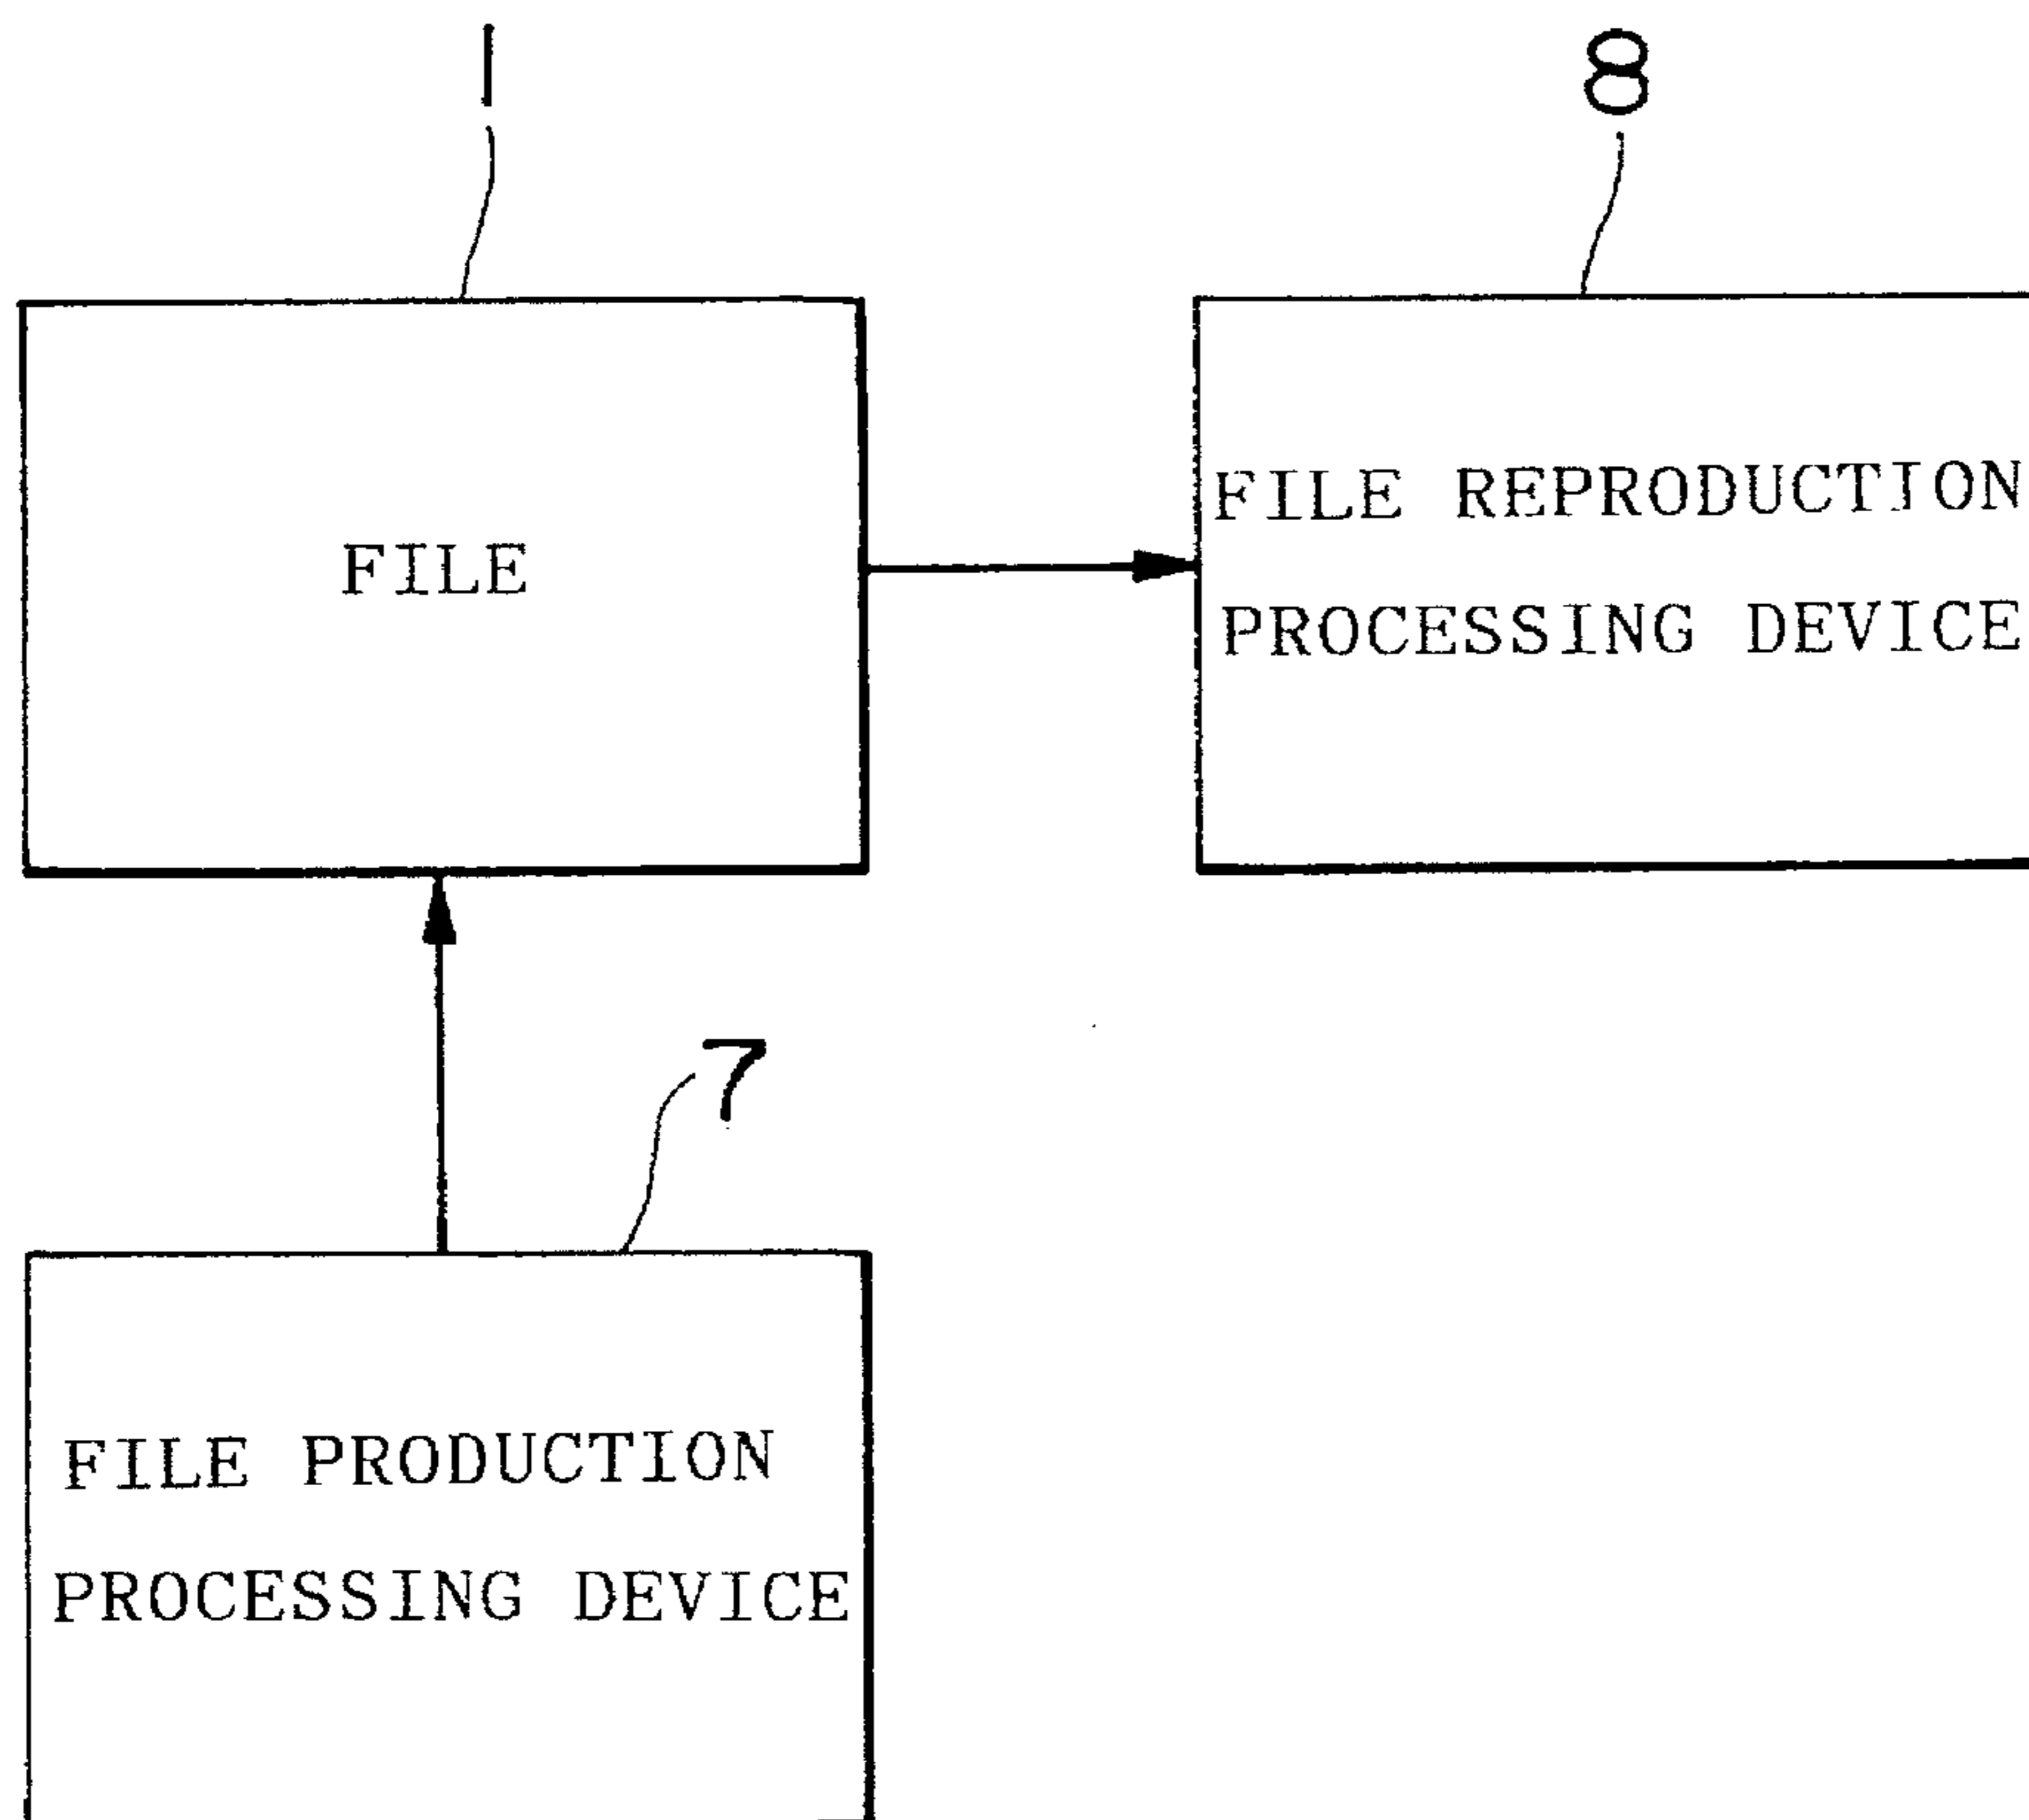 1
8
FILE
FILE REPRODUCTION
PROCESSING DEVICE
7
FILE PRODUCTION
PROCESSING DEVICE